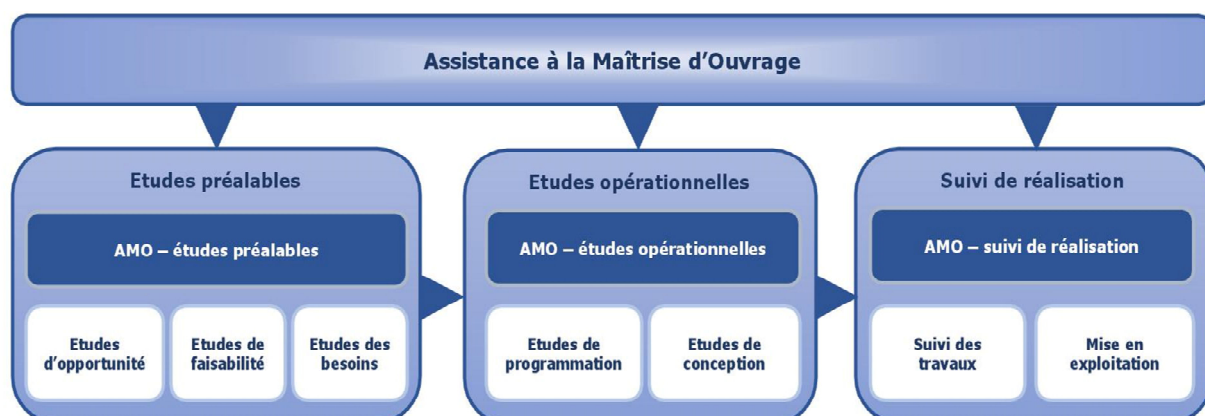 Assistance à la Maîtrise d'Ouvrage
Etudes préalables
AMO – études préalables
Etudes
d'opportunité
Etudes de
faisabilité
Etudes des
besoins
Etudes opérationnelles
AMO – études opérationnelles
Etudes de
programmation
Etudes de
conception
Suivi de réalisation
AMO – suivi de réalisation
Suivi des
travaux
Mise en
exploitation